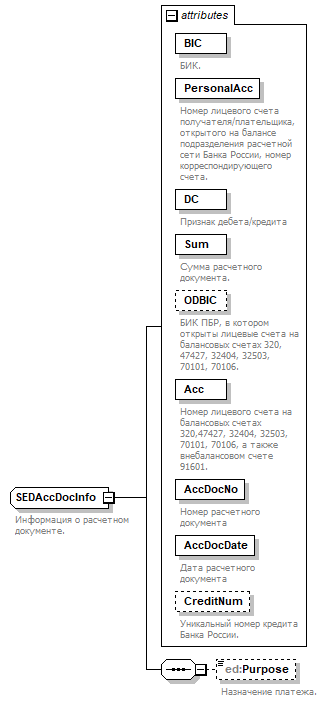 attributes
BIC
БИК.
PersonalAcc
Номер лицевого счета
получателя/плательщика,
открытого на балансе
подразделения расчетной
сети Банка России, номер
корреспондирующего
счета.
DC
Признак дебета/кредита
Sum
Сумма расчетного
документа.
ODBIC
БИК ПБР, в котором
открыты лицевые счета на
балансовых счетах 320,
47427, 32404, 32503,
70101, 70106.
Acc
Номер лицевого счета на
балансовых счетах
320,47427, 32404, 32503,
70101, 70106, а также
внебалансовом счете
91601.
SEDAccDocInfo
Информация о расчетном
документе.
AccDocNo
Номер расчетного
документа
AccDocDate
Дата расчетного
документа
CreditNum
Уникальный номер кредита
Банка России.
ed:Purpose
Назначение платежа.